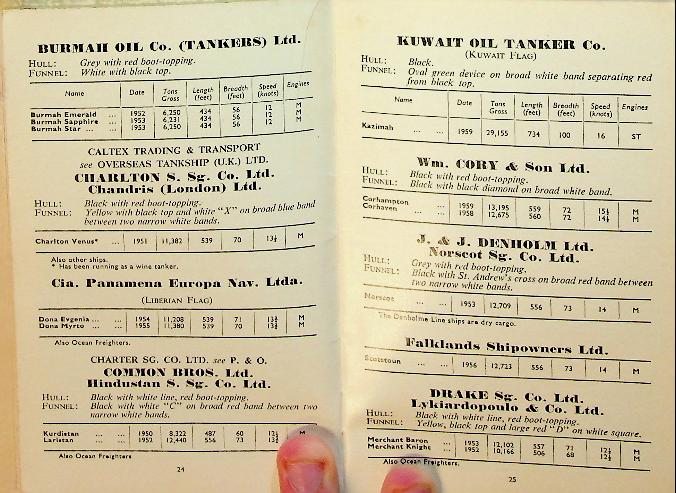 BURMAH OIL Co. (TANKERS) Ltd.
HULL: Grey with red boot-topping.
FUNNEL: White with black top.
Name Date Tons Gross Length (feet) Breadth (feet) Speed (knots) Engines
Burmah Emerald ... 1952 6,250 434 56 12 M
Burmah Sapphire ... 1953 6,231 434 56 12 M
Burmah Star ... ... 1953 6,250 434 56 12 M
CALTEX TRADING & TRANSPORT
see OVERSEAS TANKSHIP (U.K.) LTD.
CHARLTON S. Sg. Co. Ltd.
Chandris (London) Ltd.
HULL: Black with red boot-topping.
FUNNEL: Yellow with black top and white "X" on broad blue band
between two narrow white bands.
Charlton Venus* ... 1951 11,382 539 70 13½ M
Also other ships.
* Has been running as a wine tanker.
Cia. Panamena Europa Nav. Ltda.
(LIBERIAN FLAG)
Dona Evgenia ... ... 1954 11,208 539 71 13½ M
Dona Myrto ... ... 1955 11,380 539 70 13½ M
Also Ocean Freighters.
CHARTER SG. CO. LTD. see P. & O.
COMMON BROS. Ltd.
Hindustan S. Sg. Co. Ltd.
HULL: Black with white line, red boot-topping.
FUNNEL: Black with white "C" on broad red band between two
narrow white bands.
Kurdistan ... ... 1950 8,322 487 60 12½ M
Laristan ... ... 1952 12,440 556 73 13½
Also Ocean Freighters
24
KUWAIT OIL TANKER Co.
(KUWAIT FLAG)
HULL: Black.
FUNNEL: Oval green device on broad white band separating red
from black top.
Name Date Tons Gross Length (feet) Breadth (feet) Speed (knots) Engines
Kazimah ... ... 1959 29,155 734 100 16 ST
Wm. CORY & Son Ltd.
HULL: Black with red boot-topping.
FUNNEL: Black with black diamond on broad white band.
Corhampton 1959 13,195 559 72 15½ M
Corhaven ... ... 1958 12,675 560 72 14½ M
J. & J. DENHOLM Ltd.
Norscot Sg. Co. Ltd.
HULL: Grey with red boot-topping.
FUNNEL: Black with St. Andrew's cross on broad red band between
two narrow white bands.
Norscot ... ... 1953 12,709 556 73 14 M
The Denholme Line ships are dry cargo.
Falklands Shipowners Ltd.
Scotstoun ... ... 1956 12,723 556 73 14 M
DRAKE Sg. Co. Ltd.
Lykiardopoulo & Co. Ltd.
HULL: Black with white line, red boot-topping.
FUNNEL: Yellow, black top and large red "D" on white square.
Merchant Baron ... 1953 12,102 557 71 12½ M
Merchant Knight ... 1952 10,166 506 68 12½ M
Also Ocean Freighters.
25